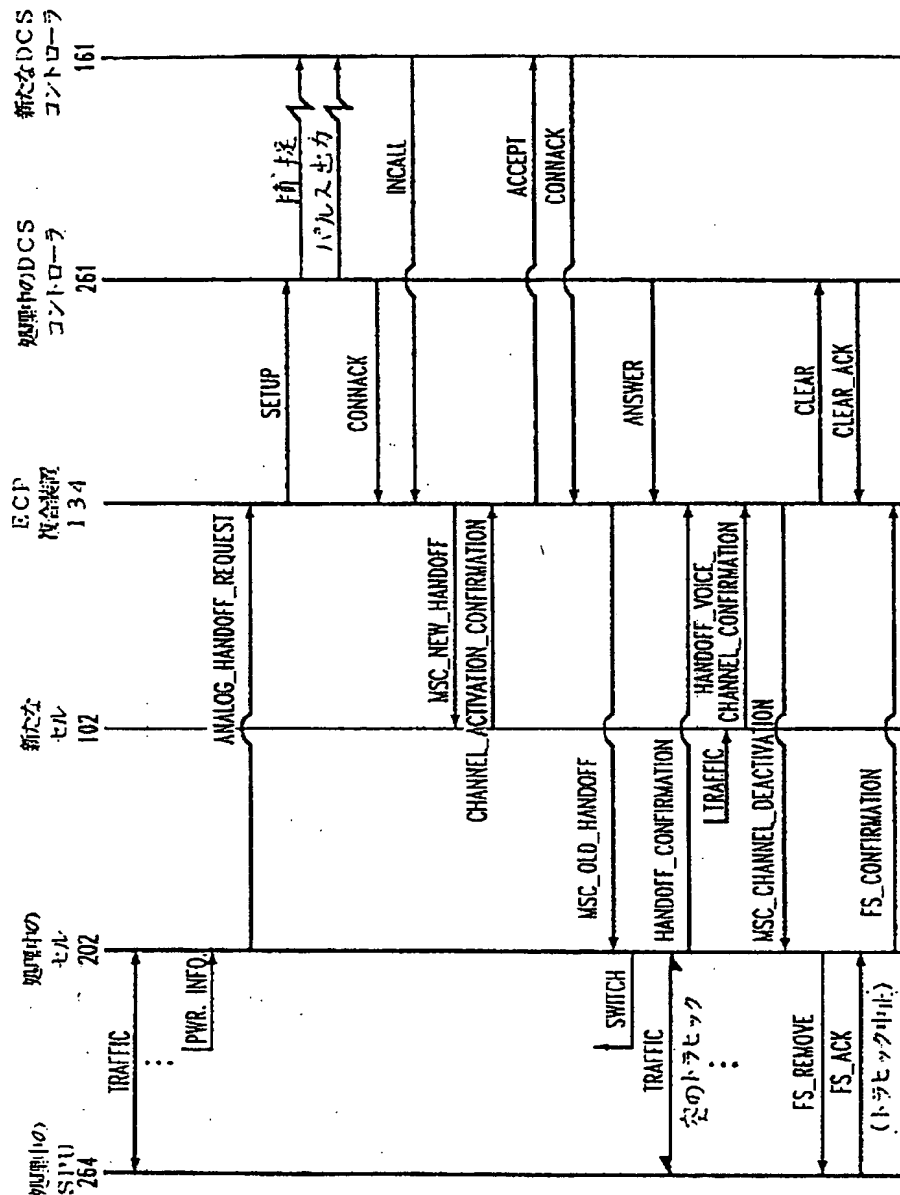 処理中の
SPU
264
処理中の
セル
202
新たな
セル
102
ECP
複合装置
134
処理中のDCS
コントローラ
261
新たなDCS
コントローラ
161
TRAFFIC
PWR. INFO.
ANALOG_HANDOFF_REQUEST
SETUP
捕捉
パルス出力
CONNACK
INCALL
MSC_NEW_HANDOFF
CHANNEL_ACTIVATION_CONFIRMATION
ACCEPT
CONNACK
MSC_OLD_HANDOFF
SWITCH
ANSWER
TRAFFIC
HANDOFF_CONFIRMATION
空のトラヒック
TRAFFIC
HANDOFF_VOICE_
CHANNEL_CONFIRMATION
MSC_CHANNEL_DEACTIVATION
CLEAR
FS_REMOVE
CLEAR_ACK
FS_ACK
(トラヒック中止)
FS_CONFIRMATION